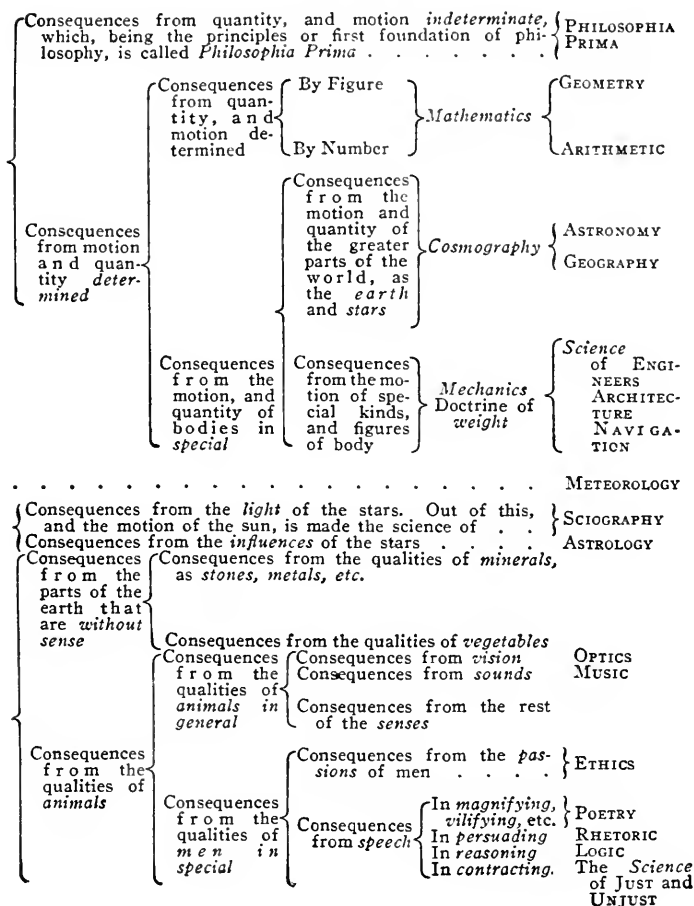 Consequences from quantity, and motion indeterminate,
which, being the principles or first foundation of phi-
losophy, is called Philosophia Prima . . . . . . .
PHILOSOPHIA
PRIMA
Consequences
from motion
and quan-
tity deter-
mined
Consequences
from quan-
tity, and
motion de-
termined
By Figure
By Number
Mathematics
GEOMETRY
ARITHMETIC
Consequences
from the
motion, and
quantity of
bodies in
special
Consequences
from the
motion and
quantity of
the greater
parts of the
world, as
the earth
and stars
Cosmography
ASTRONOMY
GEOGRAPHY
Consequences
from the mo-
tion of spe-
cial kinds,
and figures
of body
Mechanics
Doctrine of
weight
Science
of ENGI-
NEERS
ARCHITEC-
TURE
NAVIGA-
TION
. . . . . . . . . . . . . . . . . . . METEOROLOGY
Consequences from the light of the stars. Out of this,
and the motion of the sun, is made the science of . .
SCIOGRAPHY
Consequences from the influences of the stars . . . . ASTROLOGY
Consequences
from the
parts of the
earth that
are without
sense
Consequences from the qualities of minerals,
as stones, metals, etc.
Consequences from the qualities of vegetables
Consequences
from the
qualities of
animals
Consequences
from the
qualities of
animals in
general
Consequences from vision OPTICS
Consequences from sounds MUSIC
Consequences from the rest
of the senses
Consequences
from the
qualities of
men in
special
Consequences from the pas-
sions of men . . . .
ETHICS
Consequences
from speech
In magnifying,
vilifying, etc.
POETRY
In persuading RHETORIC
In reasoning LOGIC
In contracting. The Science
of JUST and
UNJUST